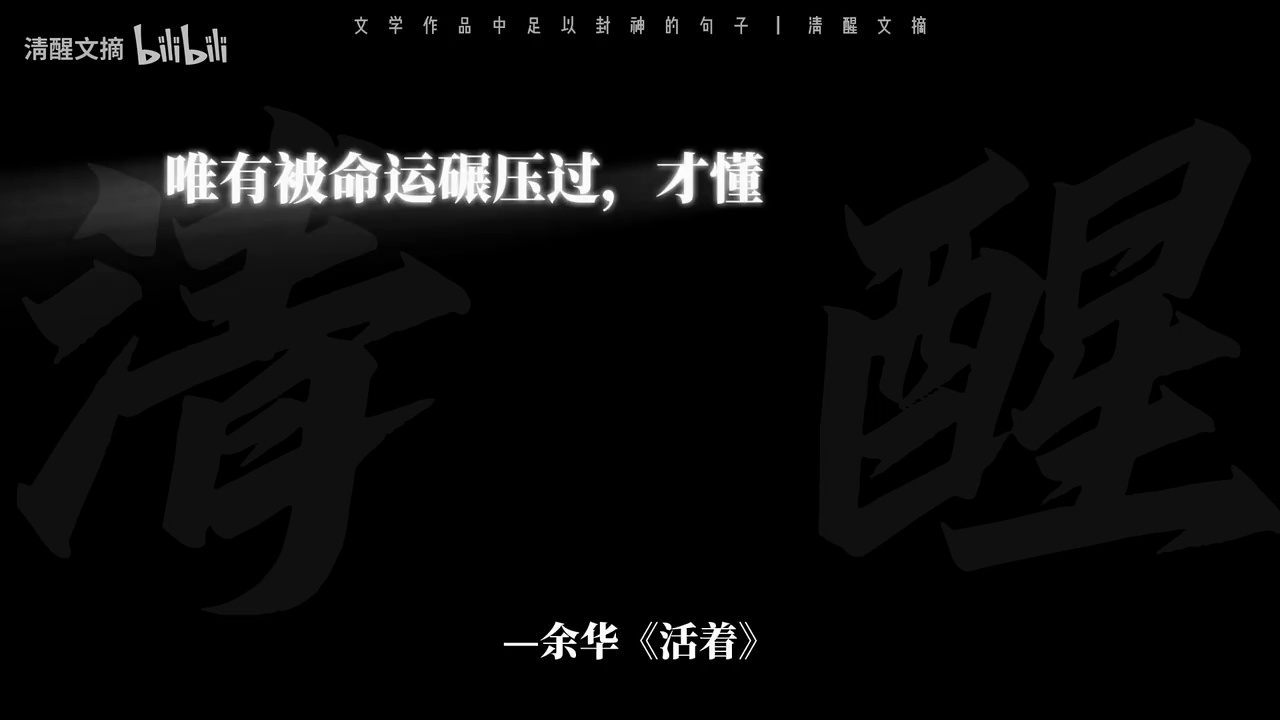 文学作品中足以封神的句子 | 清醒文摘
清醒文摘 bilibili
唯有被命运碾压过，才懂
清醒
—余华《活着》